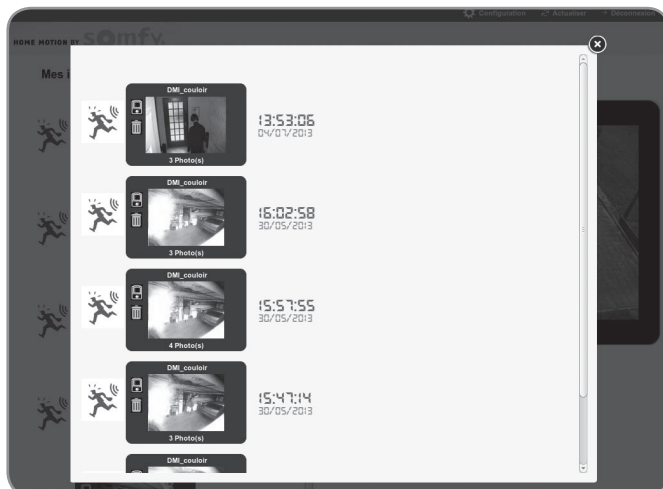 Configuration Actualiser Déconnexion
HOME MOTION BY somfy
Mes i
DMI_couloir
13:53:06
04/07/2013
3 Photo(s)
DMI_couloir
16:02:58
30/05/2013
3 Photo(s)
DMI_couloir
15:57:55
30/05/2013
4 Photo(s)
DMI_couloir
15:47:14
30/05/2013
3 Photo(s)
DMI_couloir